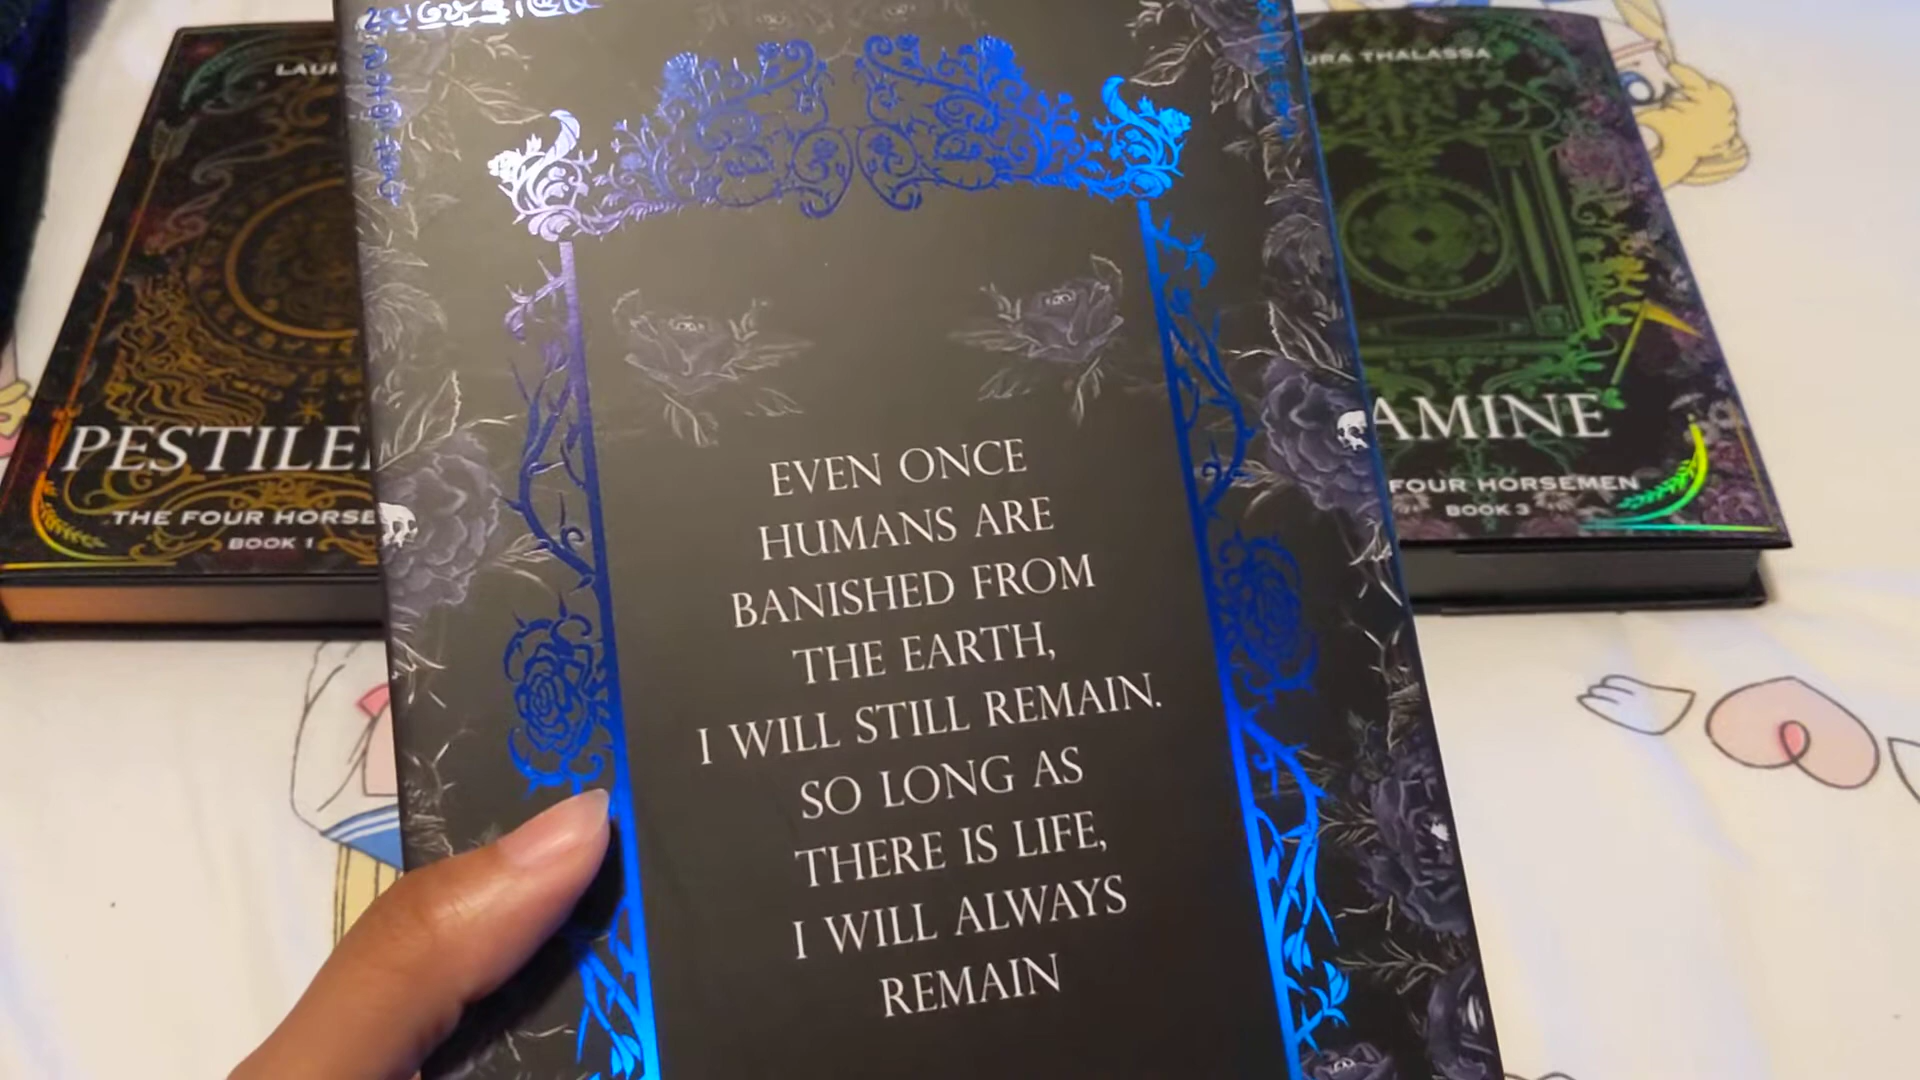 LAU
PESTILE
THE FOUR HORSE
BOOK 1
EVEN ONCE
HUMANS ARE
BANISHED FROM
THE EARTH,
I WILL STILL REMAIN.
SO LONG AS
THERE IS LIFE,
I WILL ALWAYS
REMAIN
URA THALASSA
AMINE
FOUR HORSEMEN
BOOK 3